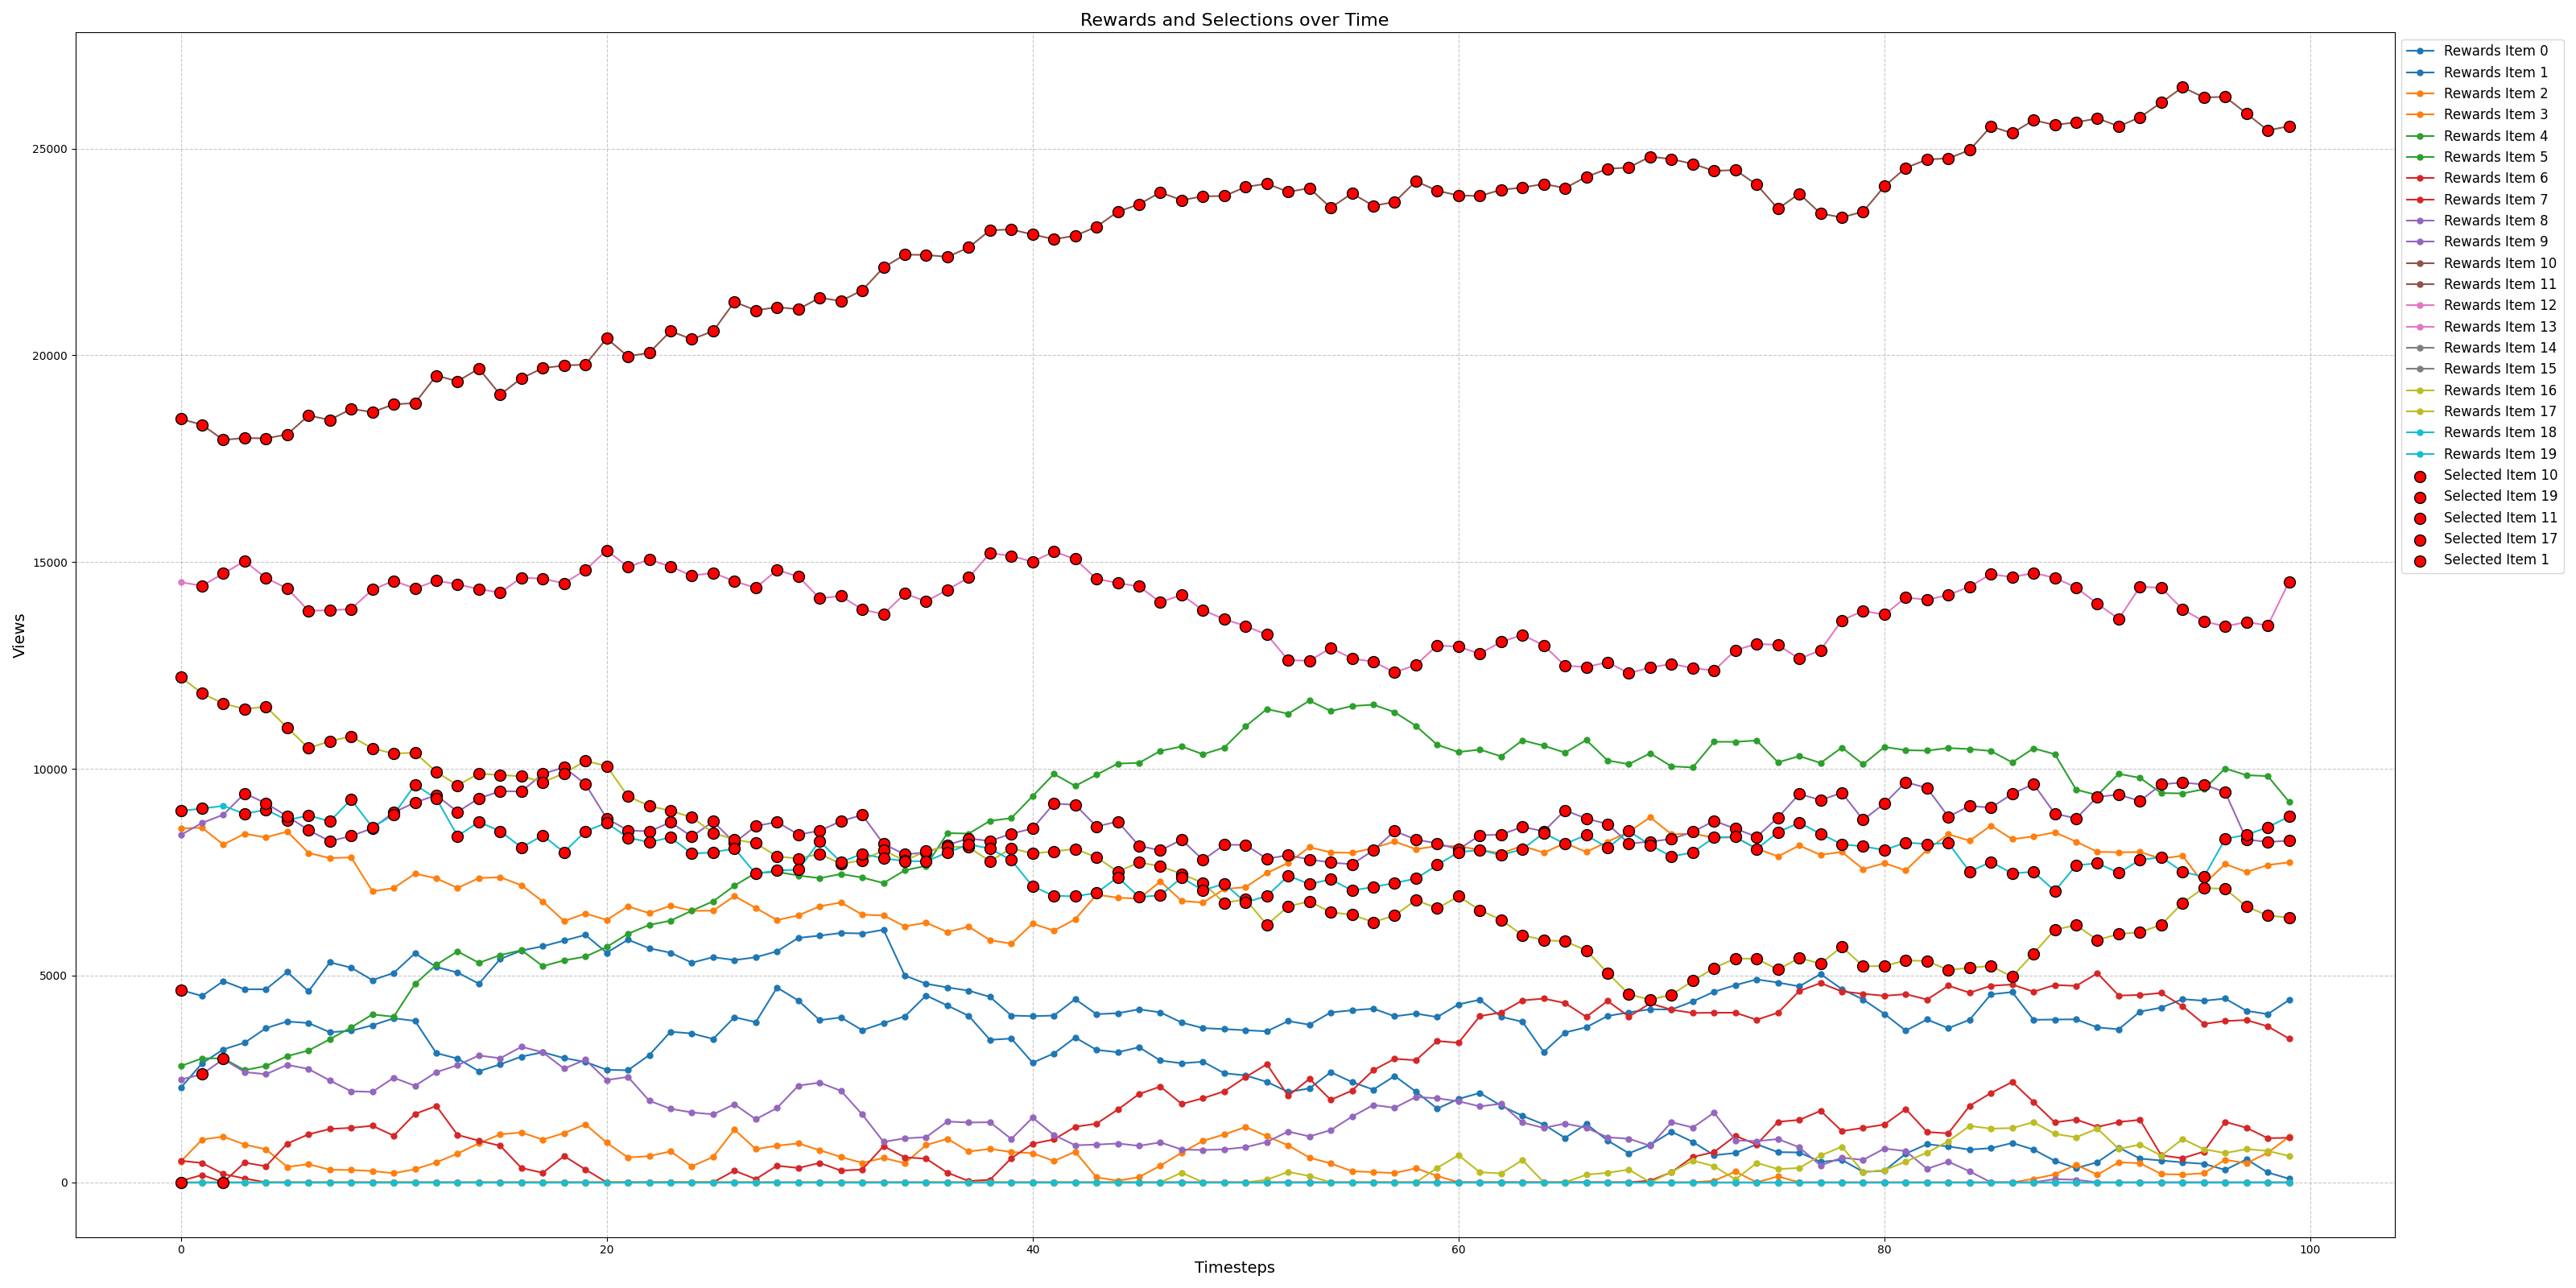 Rewards and Selections over Time
Views
25000
20000
15000
10000
5000
0
0
20
40
60
80
100
Timesteps
Rewards Item 0
Rewards Item 1
Rewards Item 2
Rewards Item 3
Rewards Item 4
Rewards Item 5
Rewards Item 6
Rewards Item 7
Rewards Item 8
Rewards Item 9
Rewards Item 10
Rewards Item 11
Rewards Item 12
Rewards Item 13
Rewards Item 14
Rewards Item 15
Rewards Item 16
Rewards Item 17
Rewards Item 18
Rewards Item 19
Selected Item 10
Selected Item 19
Selected Item 11
Selected Item 17
Selected Item 1